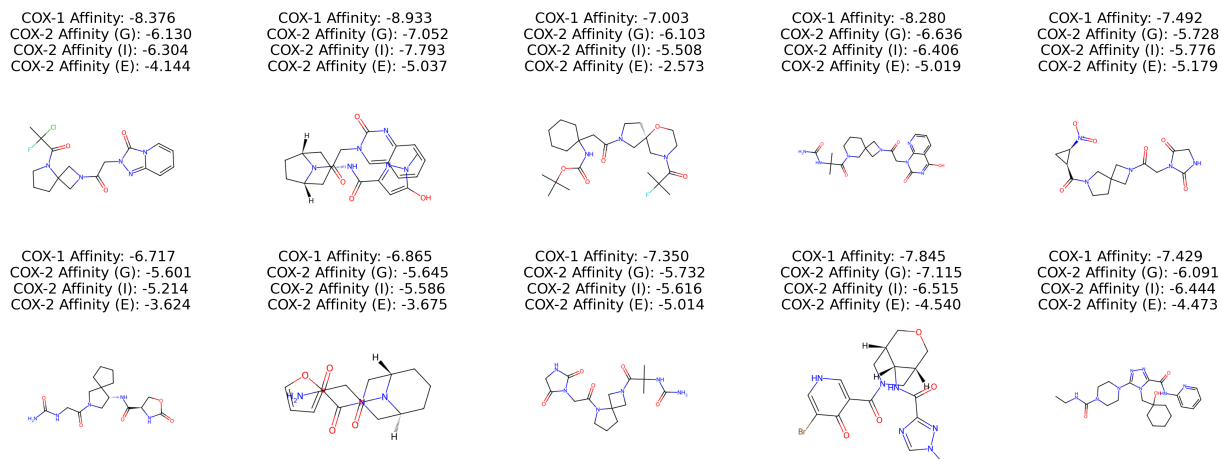 COX-1 Affinity: -8.376
COX-2 Affinity (G): -6.130
COX-2 Affinity (I): -6.304
COX-2 Affinity (E): -4.144
COX-1 Affinity: -8.933
COX-2 Affinity (G): -7.052
COX-2 Affinity (I): -7.793
COX-2 Affinity (E): -5.037
COX-1 Affinity: -7.003
COX-2 Affinity (G): -6.103
COX-2 Affinity (I): -5.508
COX-2 Affinity (E): -2.573
COX-1 Affinity: -8.280
COX-2 Affinity (G): -6.636
COX-2 Affinity (I): -6.406
COX-2 Affinity (E): -5.019
COX-1 Affinity: -7.492
COX-2 Affinity (G): -5.728
COX-2 Affinity (I): -5.776
COX-2 Affinity (E): -5.179
COX-1 Affinity: -6.717
COX-2 Affinity (G): -5.601
COX-2 Affinity (I): -5.214
COX-2 Affinity (E): -3.624
COX-1 Affinity: -6.865
COX-2 Affinity (G): -5.645
COX-2 Affinity (I): -5.586
COX-2 Affinity (E): -3.675
COX-1 Affinity: -7.350
COX-2 Affinity (G): -5.732
COX-2 Affinity (I): -5.616
COX-2 Affinity (E): -5.014
COX-1 Affinity: -7.845
COX-2 Affinity (G): -7.115
COX-2 Affinity (I): -6.515
COX-2 Affinity (E): -4.540
COX-1 Affinity: -7.429
COX-2 Affinity (G): -6.091
COX-2 Affinity (I): -6.444
COX-2 Affinity (E): -4.473